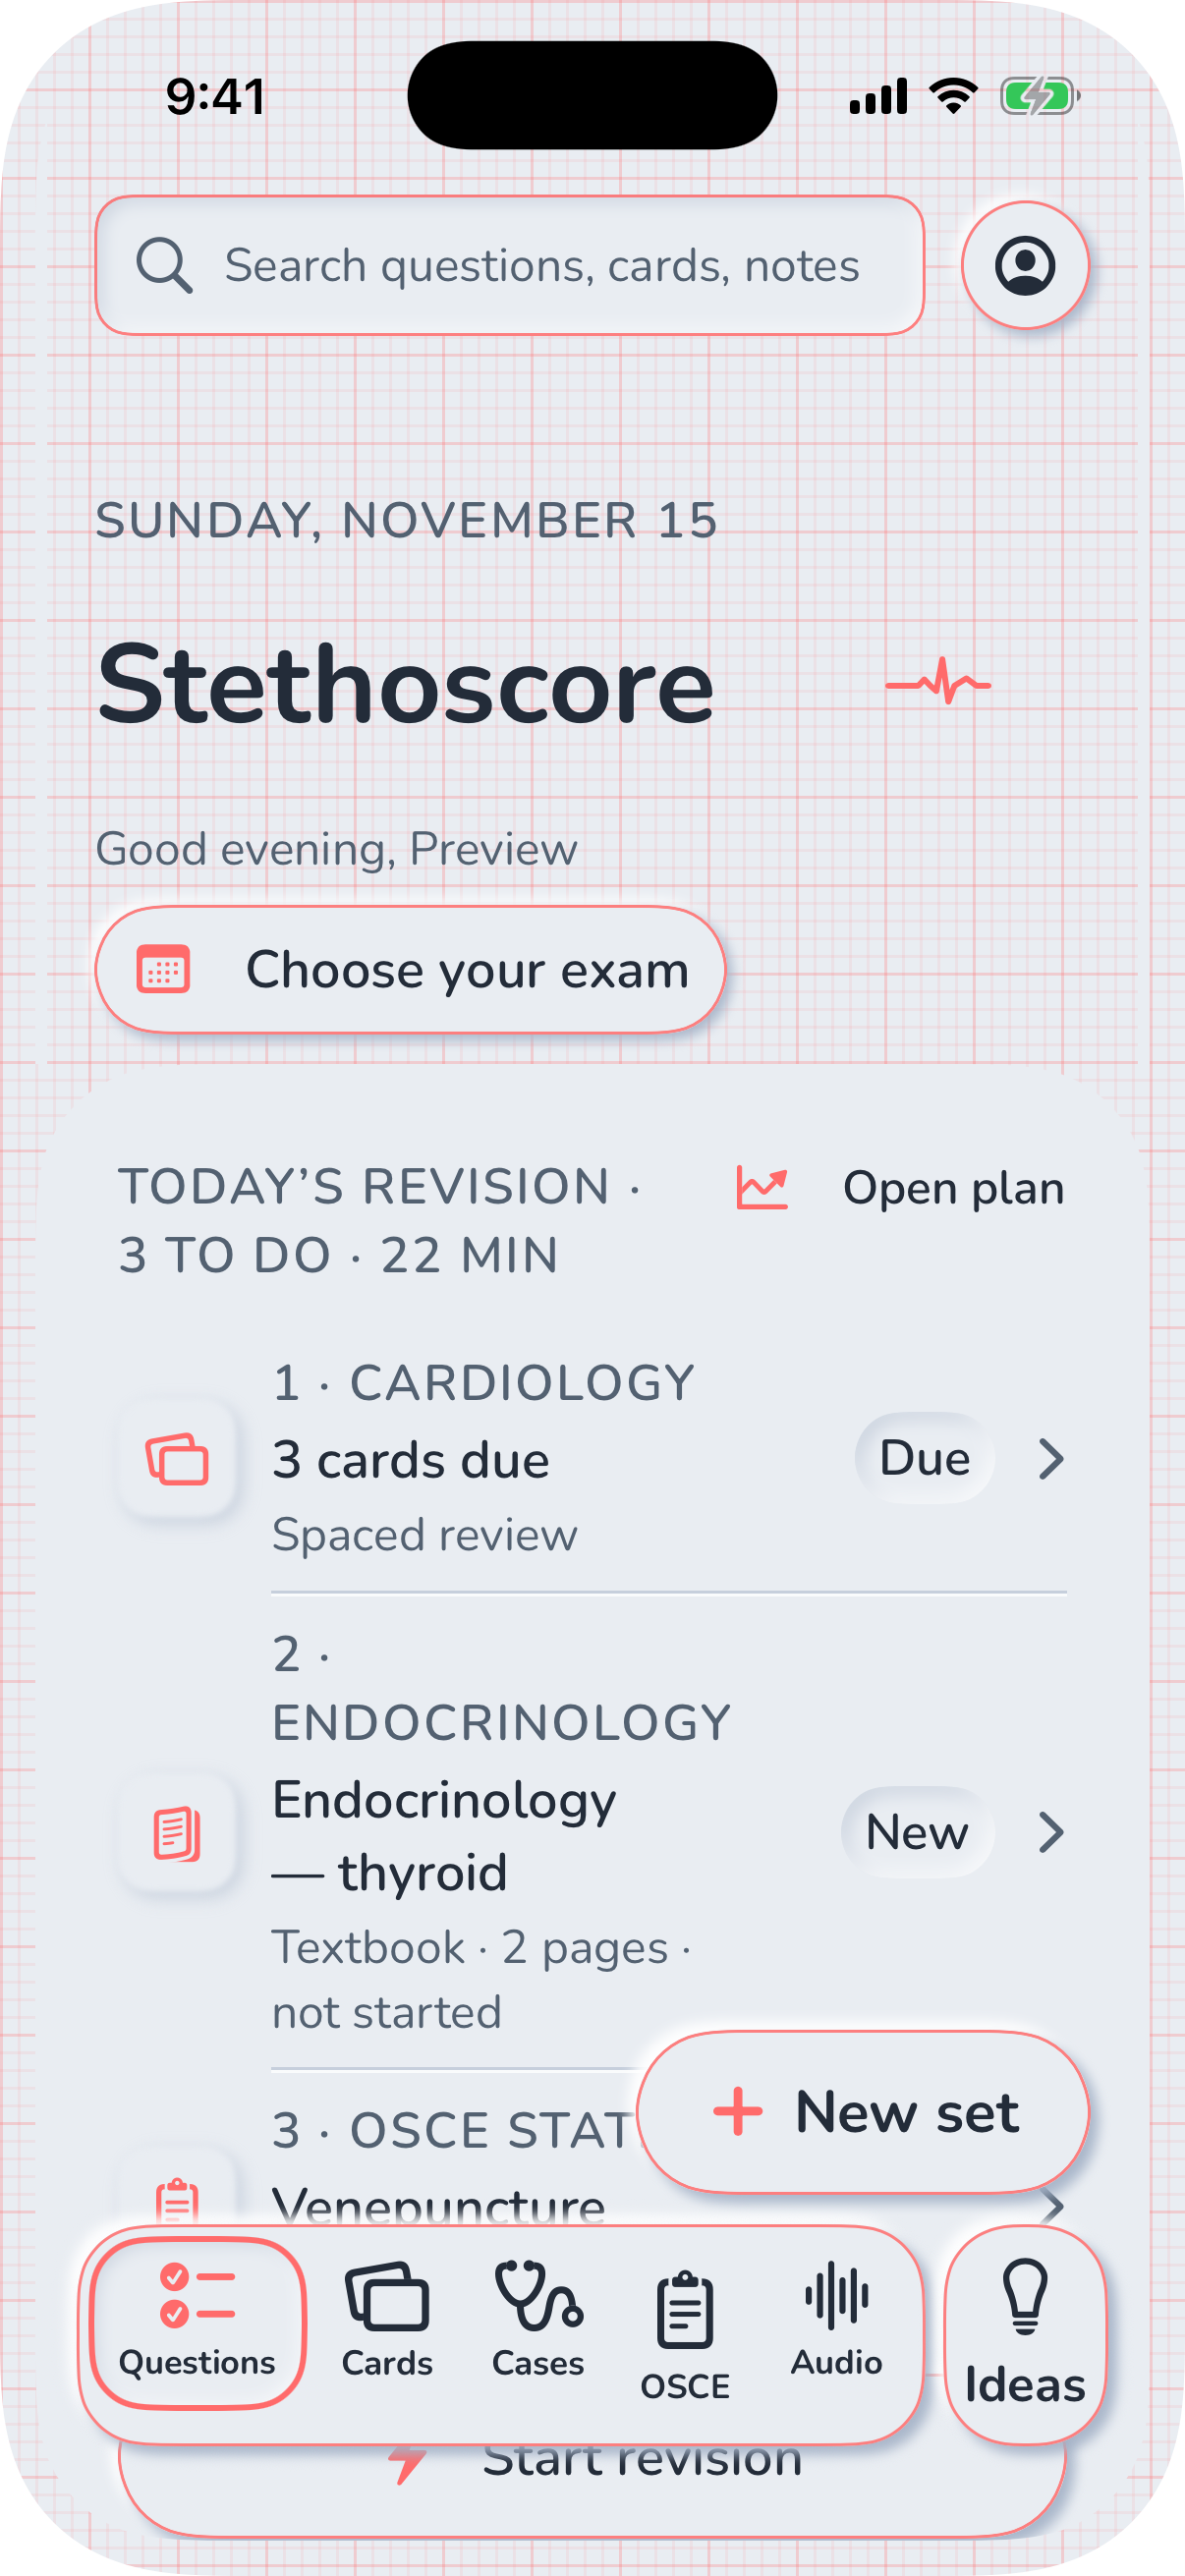 9:41
Search questions, cards, notes
SUNDAY, NOVEMBER 15
Stethoscore
Good evening, Preview
Choose your exam
TODAY’S REVISION ·
3 TO DO · 22 MIN
Open plan
1 · CARDIOLOGY
3 cards due
Spaced review
Due
2 ·
ENDOCRINOLOGY
Endocrinology
— thyroid
Textbook · 2 pages ·
not started
New
3 · OSCE STAT
Venepuncture
New set
Questions
Cards
Cases
OSCE
Audio
Ideas
Start revision